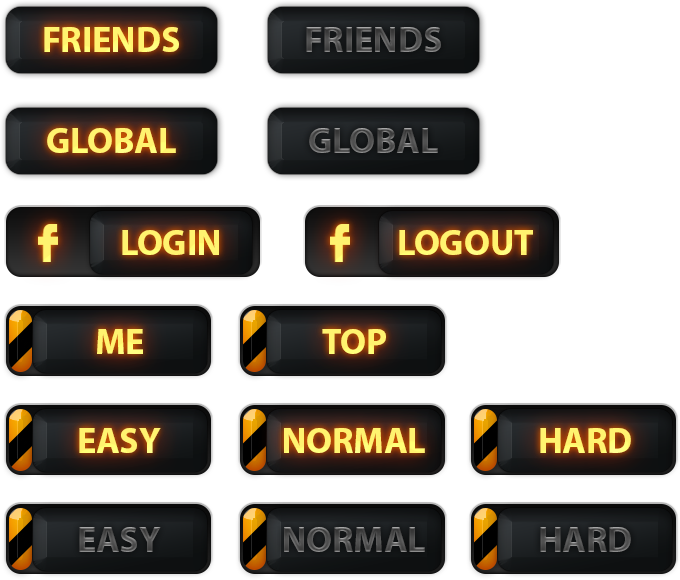 FRIENDS FRIENDS
GLOBAL GLOBAL
f LOGIN f LOGOUT
ME TOP
EASY NORMAL HARD
EASY NORMAL HARD